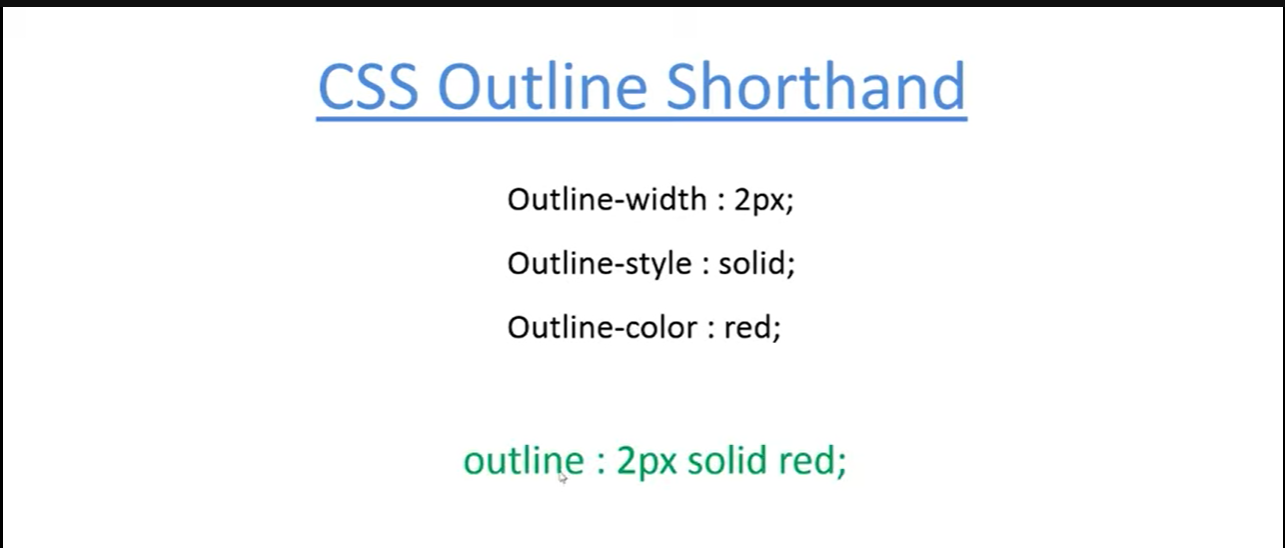 CSS Outline Shorthand
Outline-width : 2px;
Outline-style : solid;
Outline-color : red;
outline : 2px solid red;